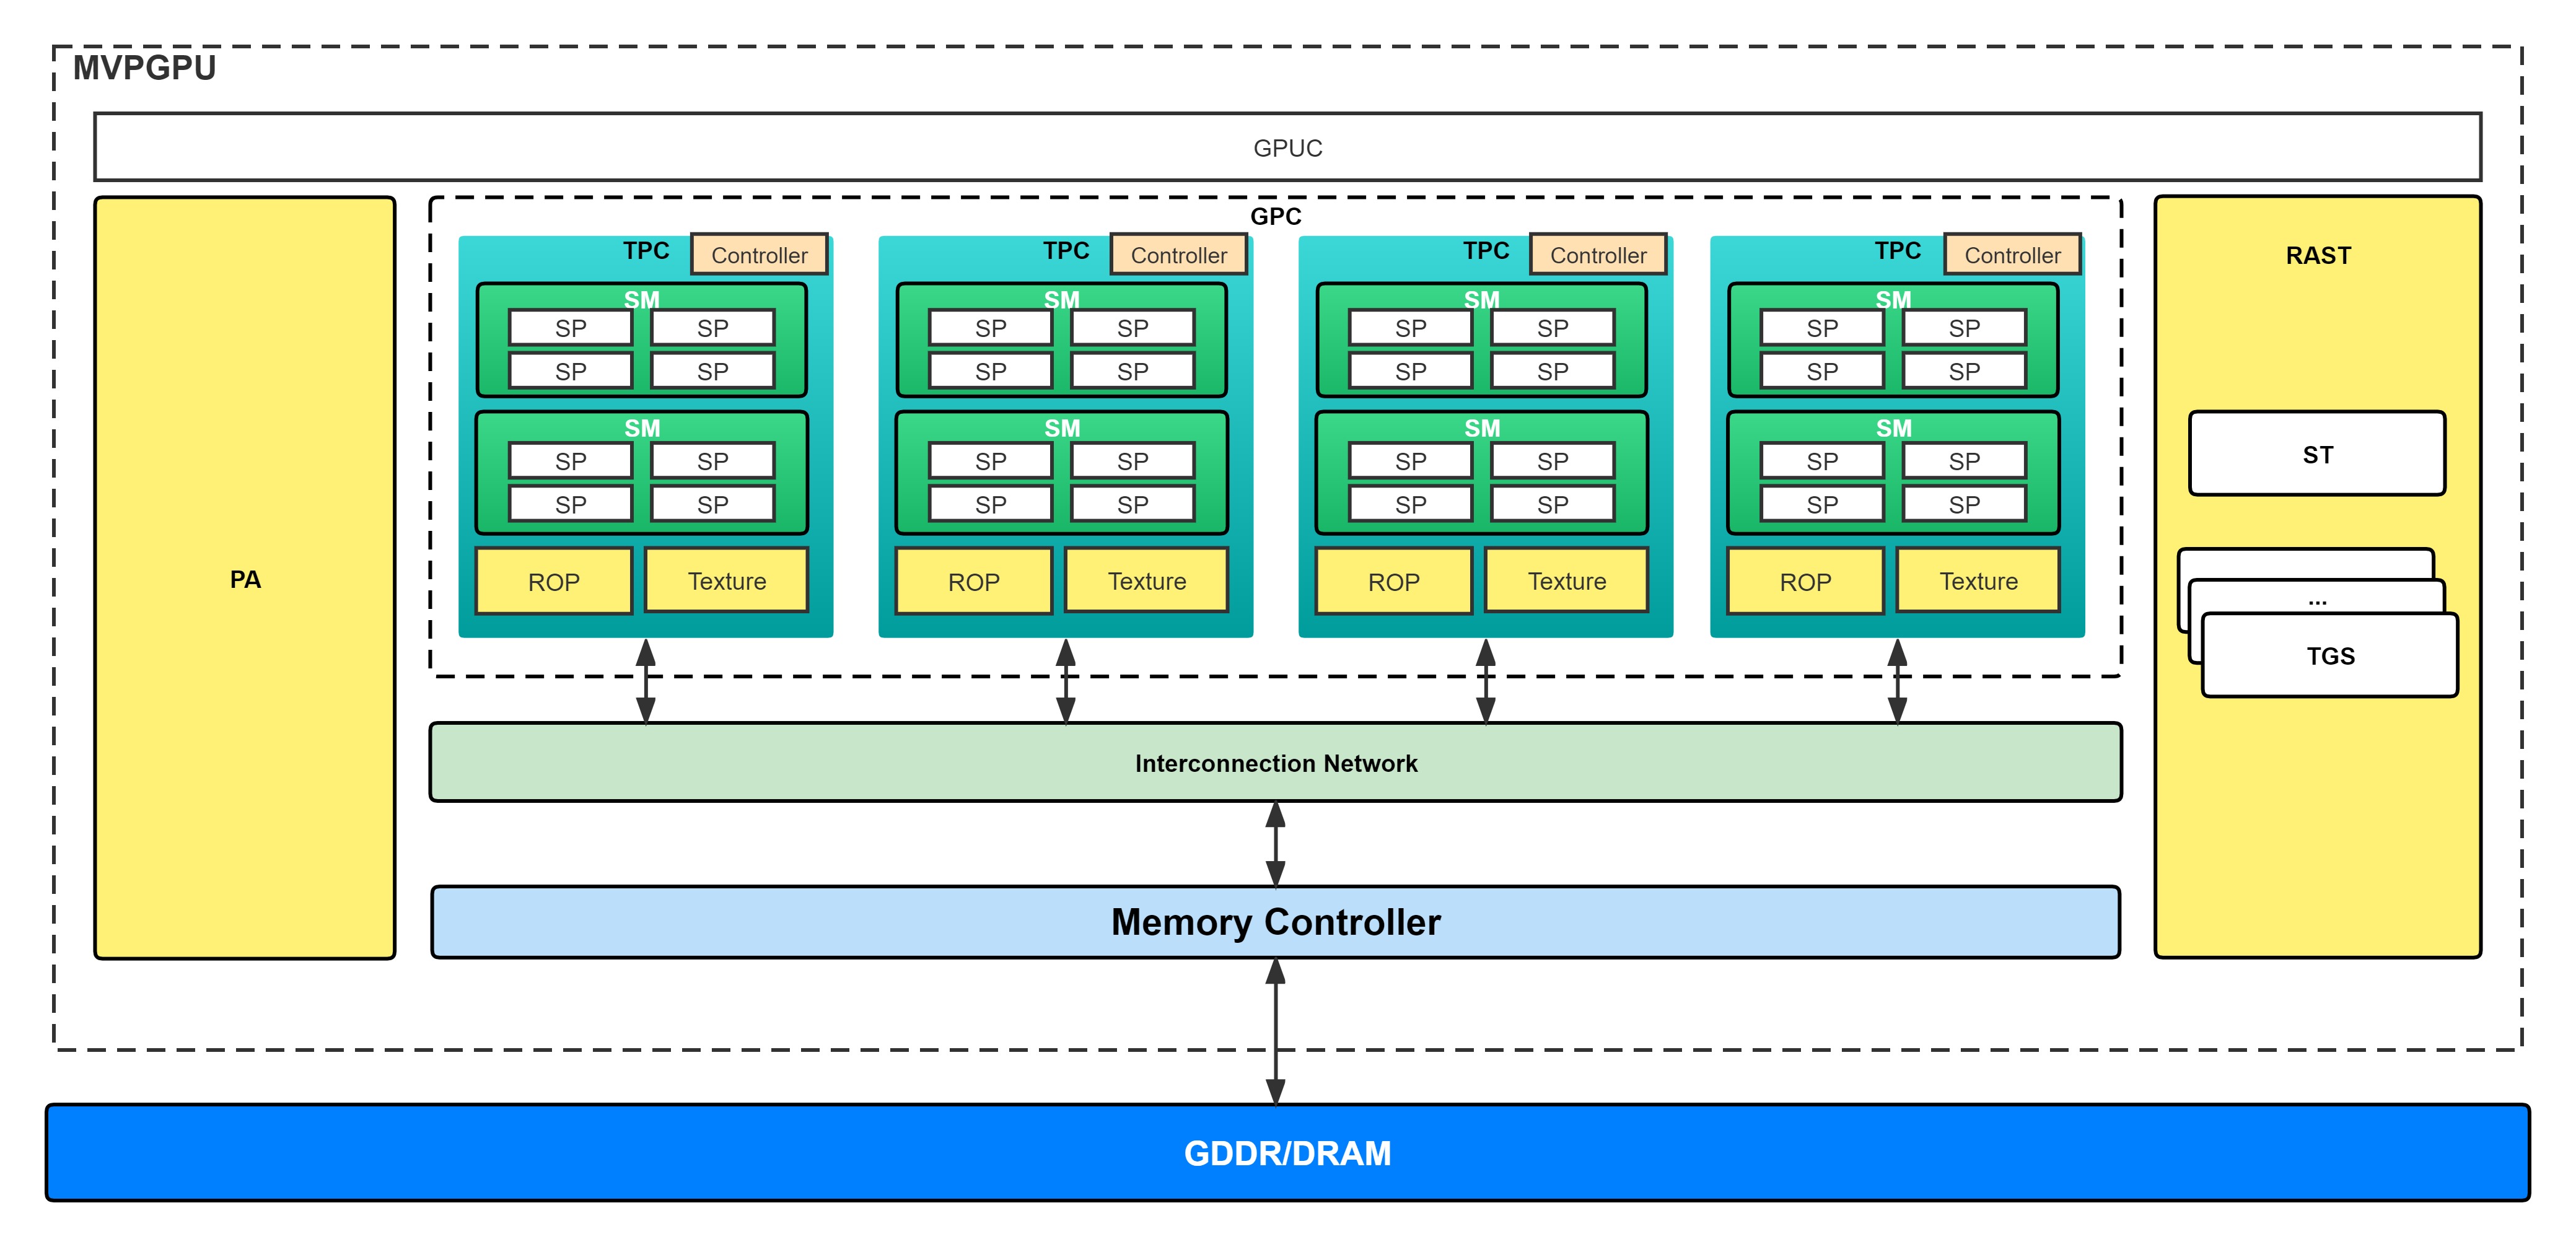 MVPGPU
GPUC
PA
GPC
TPC
Controller
SM
SP SP
SP SP
SM
SP SP
SP SP
ROP
Texture
TPC
Controller
SM
SP SP
SP SP
SM
SP SP
SP SP
ROP
Texture
TPC
Controller
SM
SP SP
SP SP
SM
SP SP
SP SP
ROP
Texture
TPC
Controller
SM
SP SP
SP SP
SM
SP SP
SP SP
ROP
Texture
RAST
ST
...
TGS
Interconnection Network
Memory Controller
GDDR/DRAM